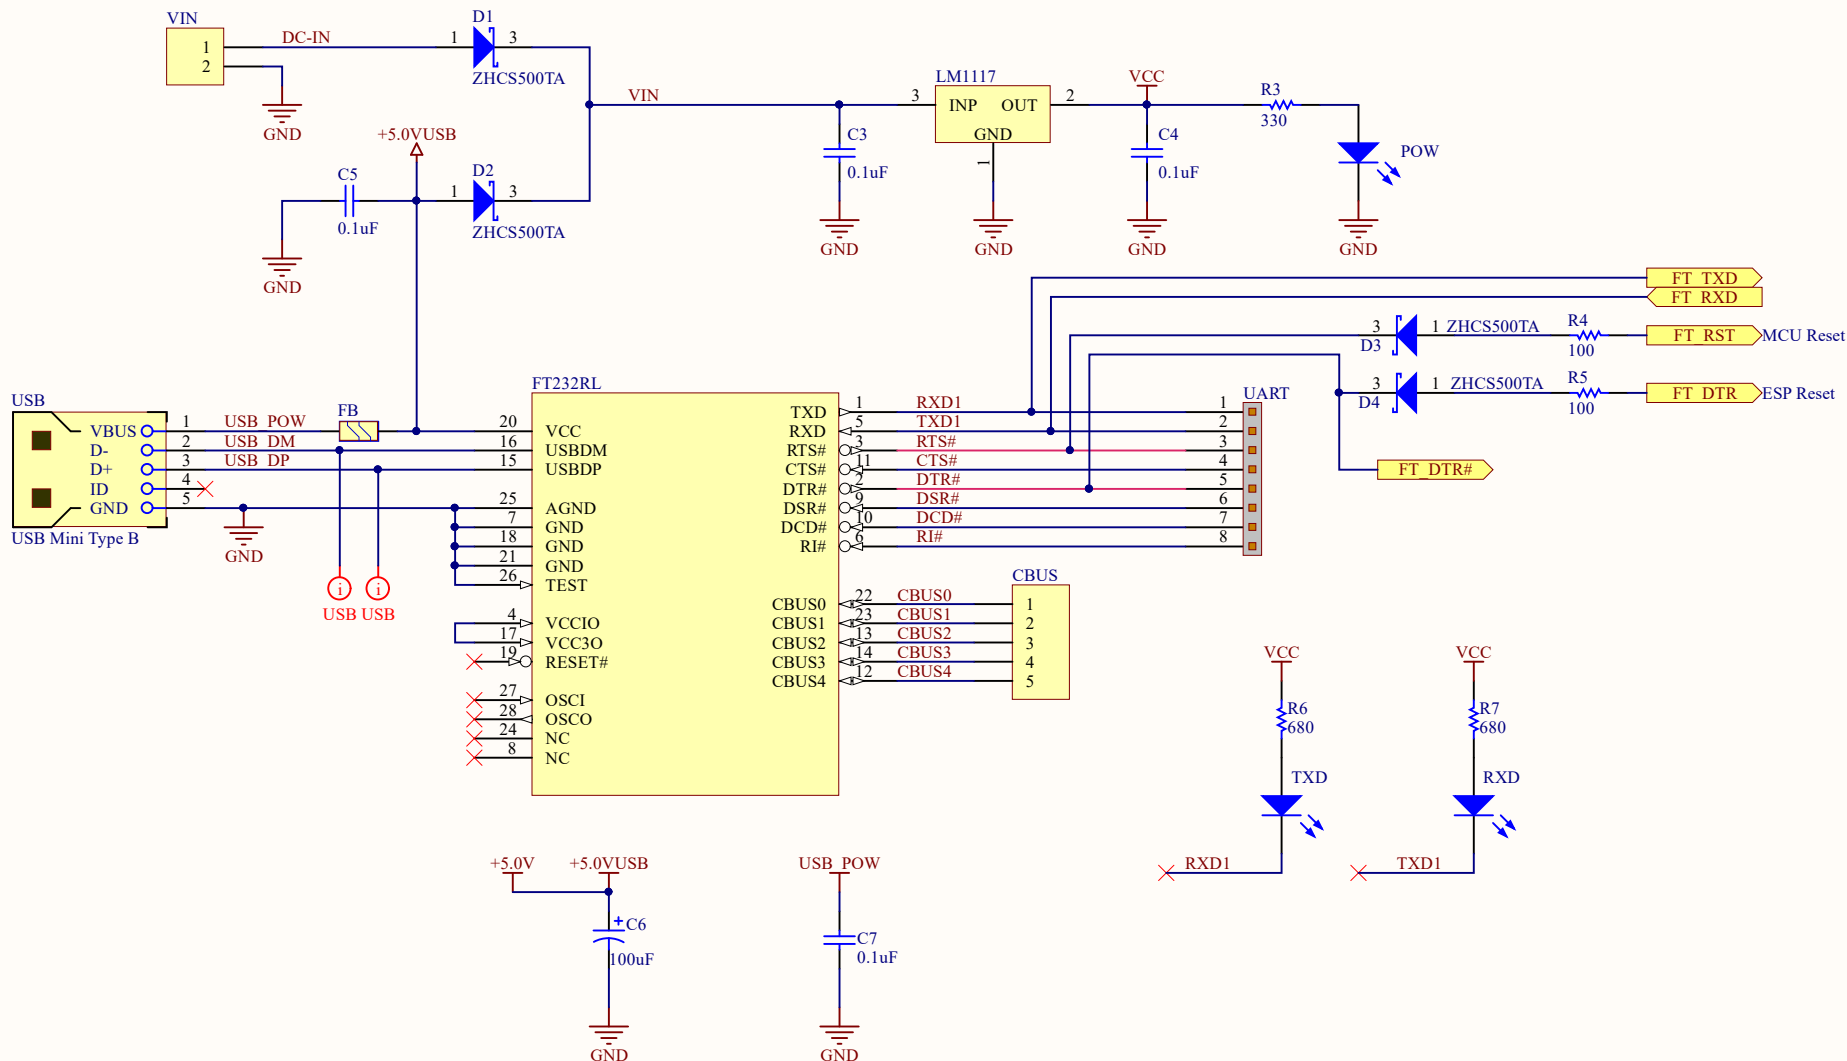 VIN
1
2
DC-IN
GND
D1
1
3
ZHCS500TA
+5.0VUSB
C5
0.1uF
GND
D2
1
3
ZHCS500TA
VIN
C3
0.1uF
GND
LM1117
3
INP
OUT
2
GND
1
GND
VCC
C4
0.1uF
GND
R3
330
POW
GND
FT_TXD
FT_RXD
3
D3
1
ZHCS500TA
R4
100
FT_RST
MCU Reset
3
D4
1
ZHCS500TA
R5
100
FT_DTR
ESP Reset
FT_DTR#
USB
VBUS
D-
D+
ID
GND
1
2
3
4
5
USB_POW
USB_DM
USB_DP
USB Mini Type B
FB
GND
i
i
USB
USB
FT232RL
20
VCC
16
USBDM
15
USBDP
25
AGND
7
GND
18
GND
21
GND
26
TEST
4
VCCIO
17
VCC3O
19
RESET#
27
OSCI
28
OSCO
24
NC
8
NC
TXD
1
RXD1
RXD
5
TXD1
RTS#
3
RTS#
CTS#
11
CTS#
DTR#
2
DTR#
DSR#
9
DSR#
DCD#
10
DCD#
RI#
6
RI#
UART
1
2
3
4
5
6
7
8
CBUS0
22
CBUS0
CBUS1
23
CBUS1
CBUS2
13
CBUS2
CBUS3
14
CBUS3
CBUS4
12
CBUS4
CBUS
1
2
3
4
5
VCC
R6
680
TXD
RXD1
VCC
R7
680
RXD
TXD1
+5.0V
+5.0VUSB
+
C6
100uF
GND
USB_POW
C7
0.1uF
GND